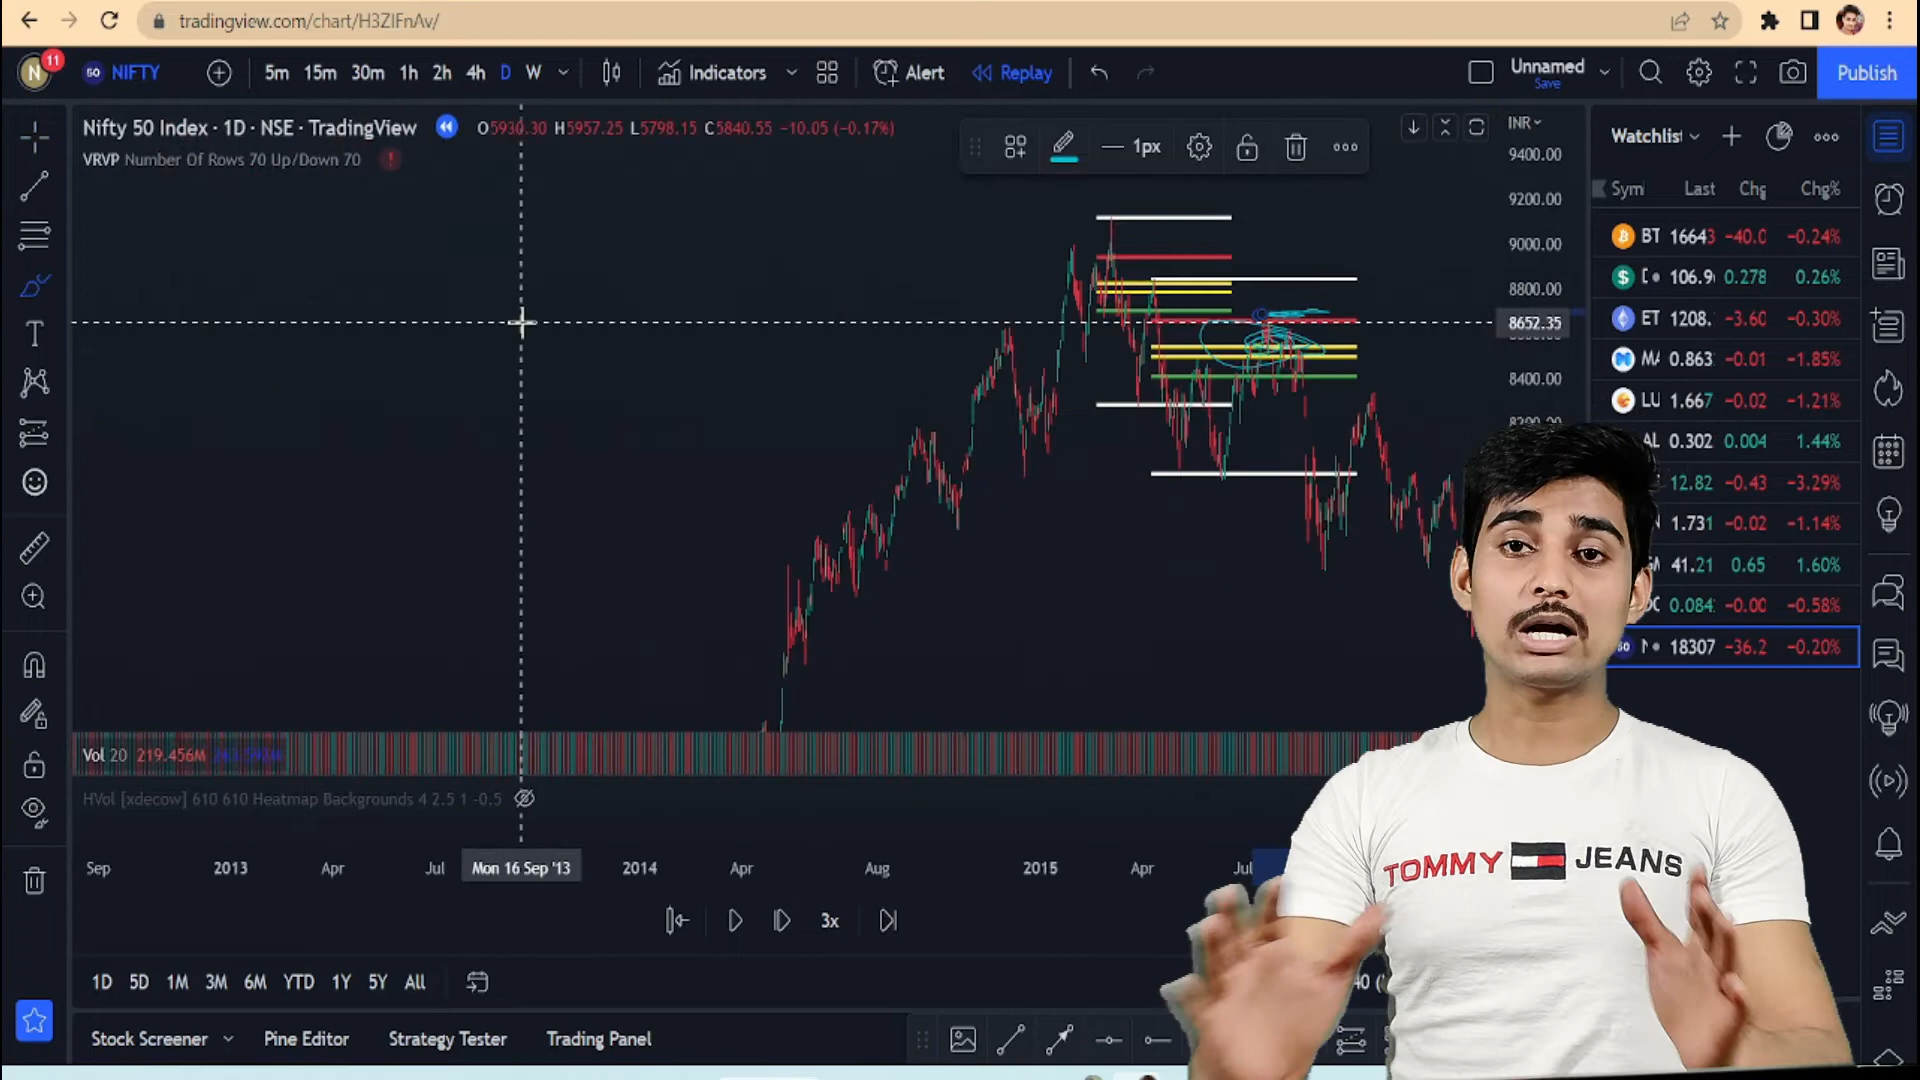 tradingview.com/chart/H3ZIFnAv/
N 11 50 NIFTY 5m 15m 30m 1h 2h 4h D W Indicators Alert Replay Unnamed Save Publish
Nifty 50 Index · 1D · NSE · TradingView O5930.30 H5957.25 L5798.15 C5840.55 −10.05 (−0.17%)
VRVP Number Of Rows 70 Up/Down 70
1px
INR
9400.00
9200.00
9000.00
8800.00
8652.35
8400.00
Watchlist
Sym Last Chg Chg%
BT 16643 −40.0 −0.24%
106.9 0.278 0.26%
ET 1208. −3.60 −0.30%
MA 0.863 −0.01 −1.85%
LU 1.667 −0.02 −1.21%
AL 0.302 0.004 1.44%
12.82 −0.43 −3.29%
1.731 −0.02 −1.14%
41.21 0.65 1.60%
0.084 −0.00 −0.58%
18307 −36.2 −0.20%
Vol 20 219.456M
HVol [xdecow] 610 610 Heatmap Backgrounds 4 2.5 1 -0.5
Sep 2013 Apr Jul Mon 16 Sep '13 2014 Apr Aug 2015 Apr Jul
3x
1D 5D 1M 3M 6M YTD 1Y 5Y All
Stock Screener Pine Editor Strategy Tester Trading Panel
TOMMY JEANS